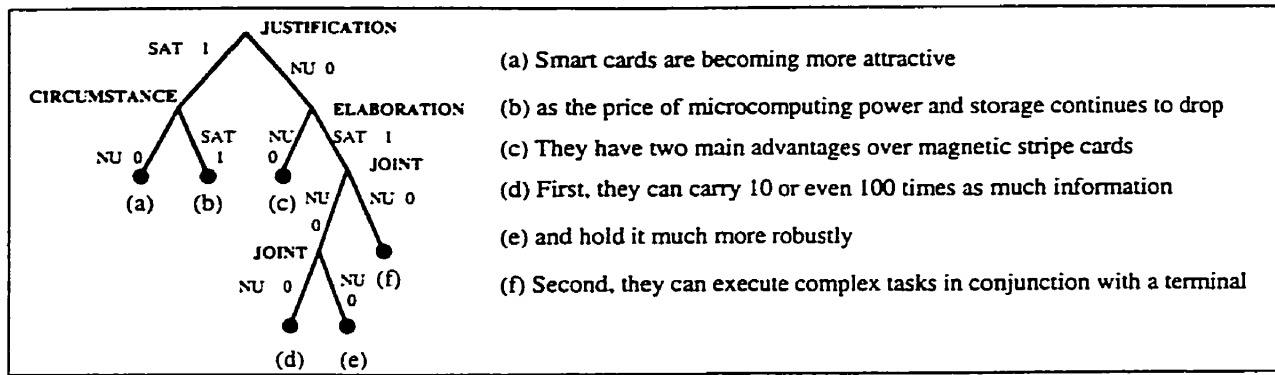 JUSTIFICATION
SAT 1
NU 0
(a) Smart cards are becoming more attractive
CIRCUMSTANCE
ELABORATION
(b) as the price of microcomputing power and storage continues to drop
NU 0
SAT 1
NU 0
SAT 1
JOINT
(c) They have two main advantages over magnetic stripe cards
(a) (b) (c)
NU 0
NU 0
(d) First, they can carry 10 or even 100 times as much information
JOINT
(e) and hold it much more robustly
NU 0
NU 0
(f)
(f) Second, they can execute complex tasks in conjunction with a terminal
(d) (e)